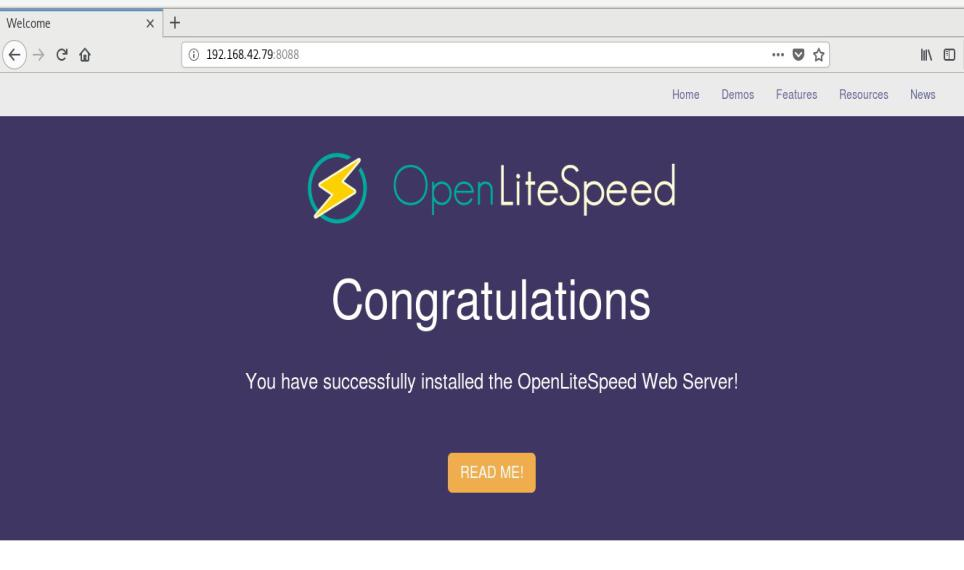 Welcome
192.168.42.79:8088
Home Demos Features Resources News
OpenLiteSpeed
Congratulations
You have successfully installed the OpenLiteSpeed Web Server!
READ ME!